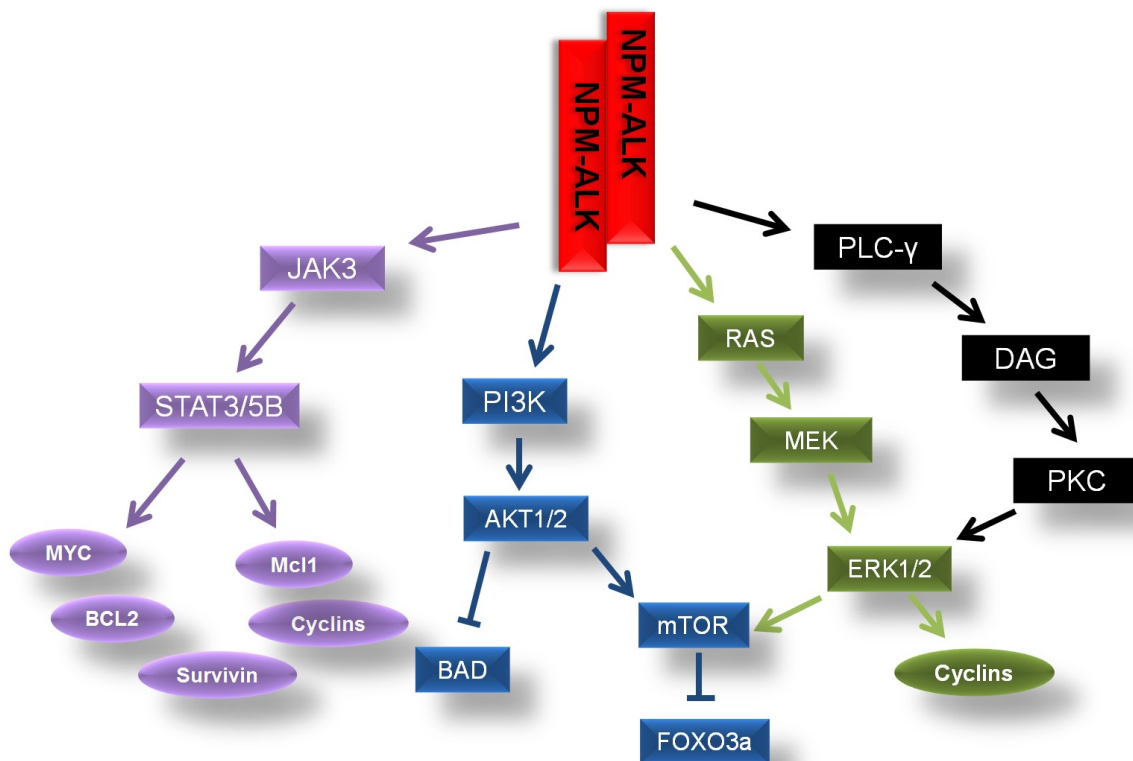 NPM-ALK
NPM-ALK
JAK3
PLC-γ
RAS
DAG
STAT3/5B
PI3K
MEK
PKC
AKT1/2
MYC
Mcl1
ERK1/2
BCL2
Cyclins
mTOR
Survivin
BAD
Cyclins
FOXO3a